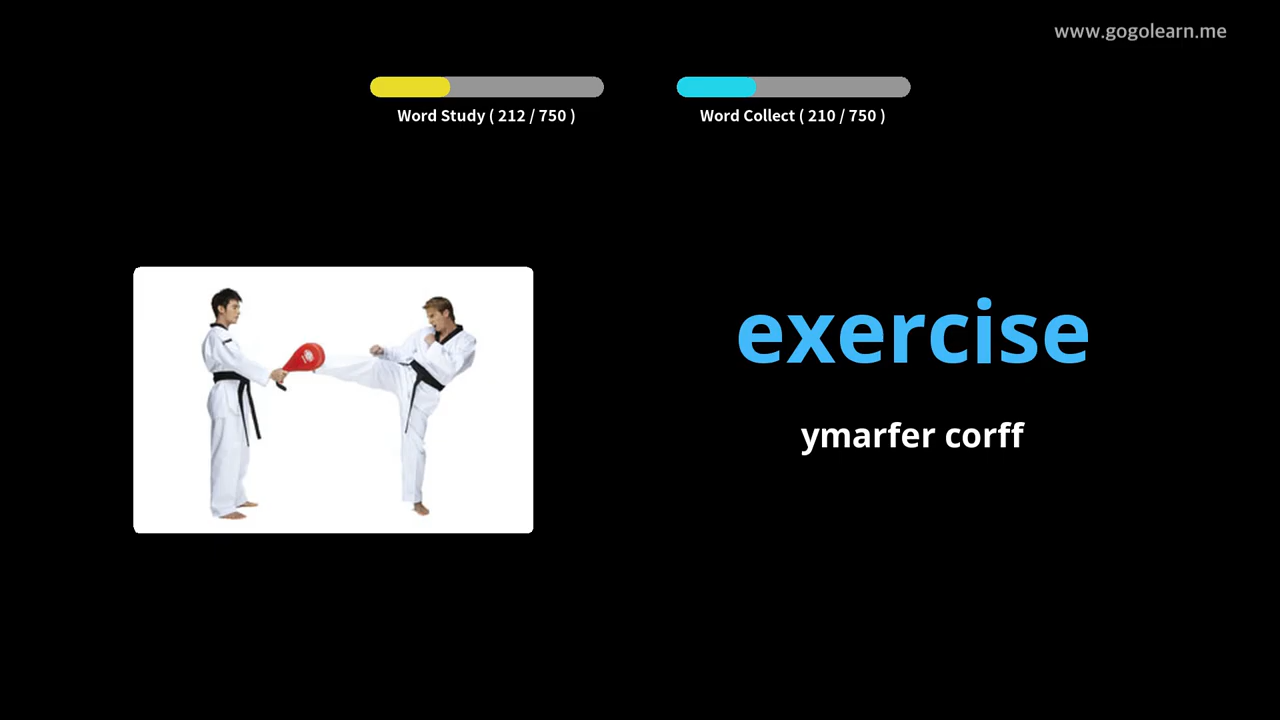 www.gogolearn.me
Word Study ( 212 / 750 )
Word Collect ( 210 / 750 )
exercise
ymarfer corff